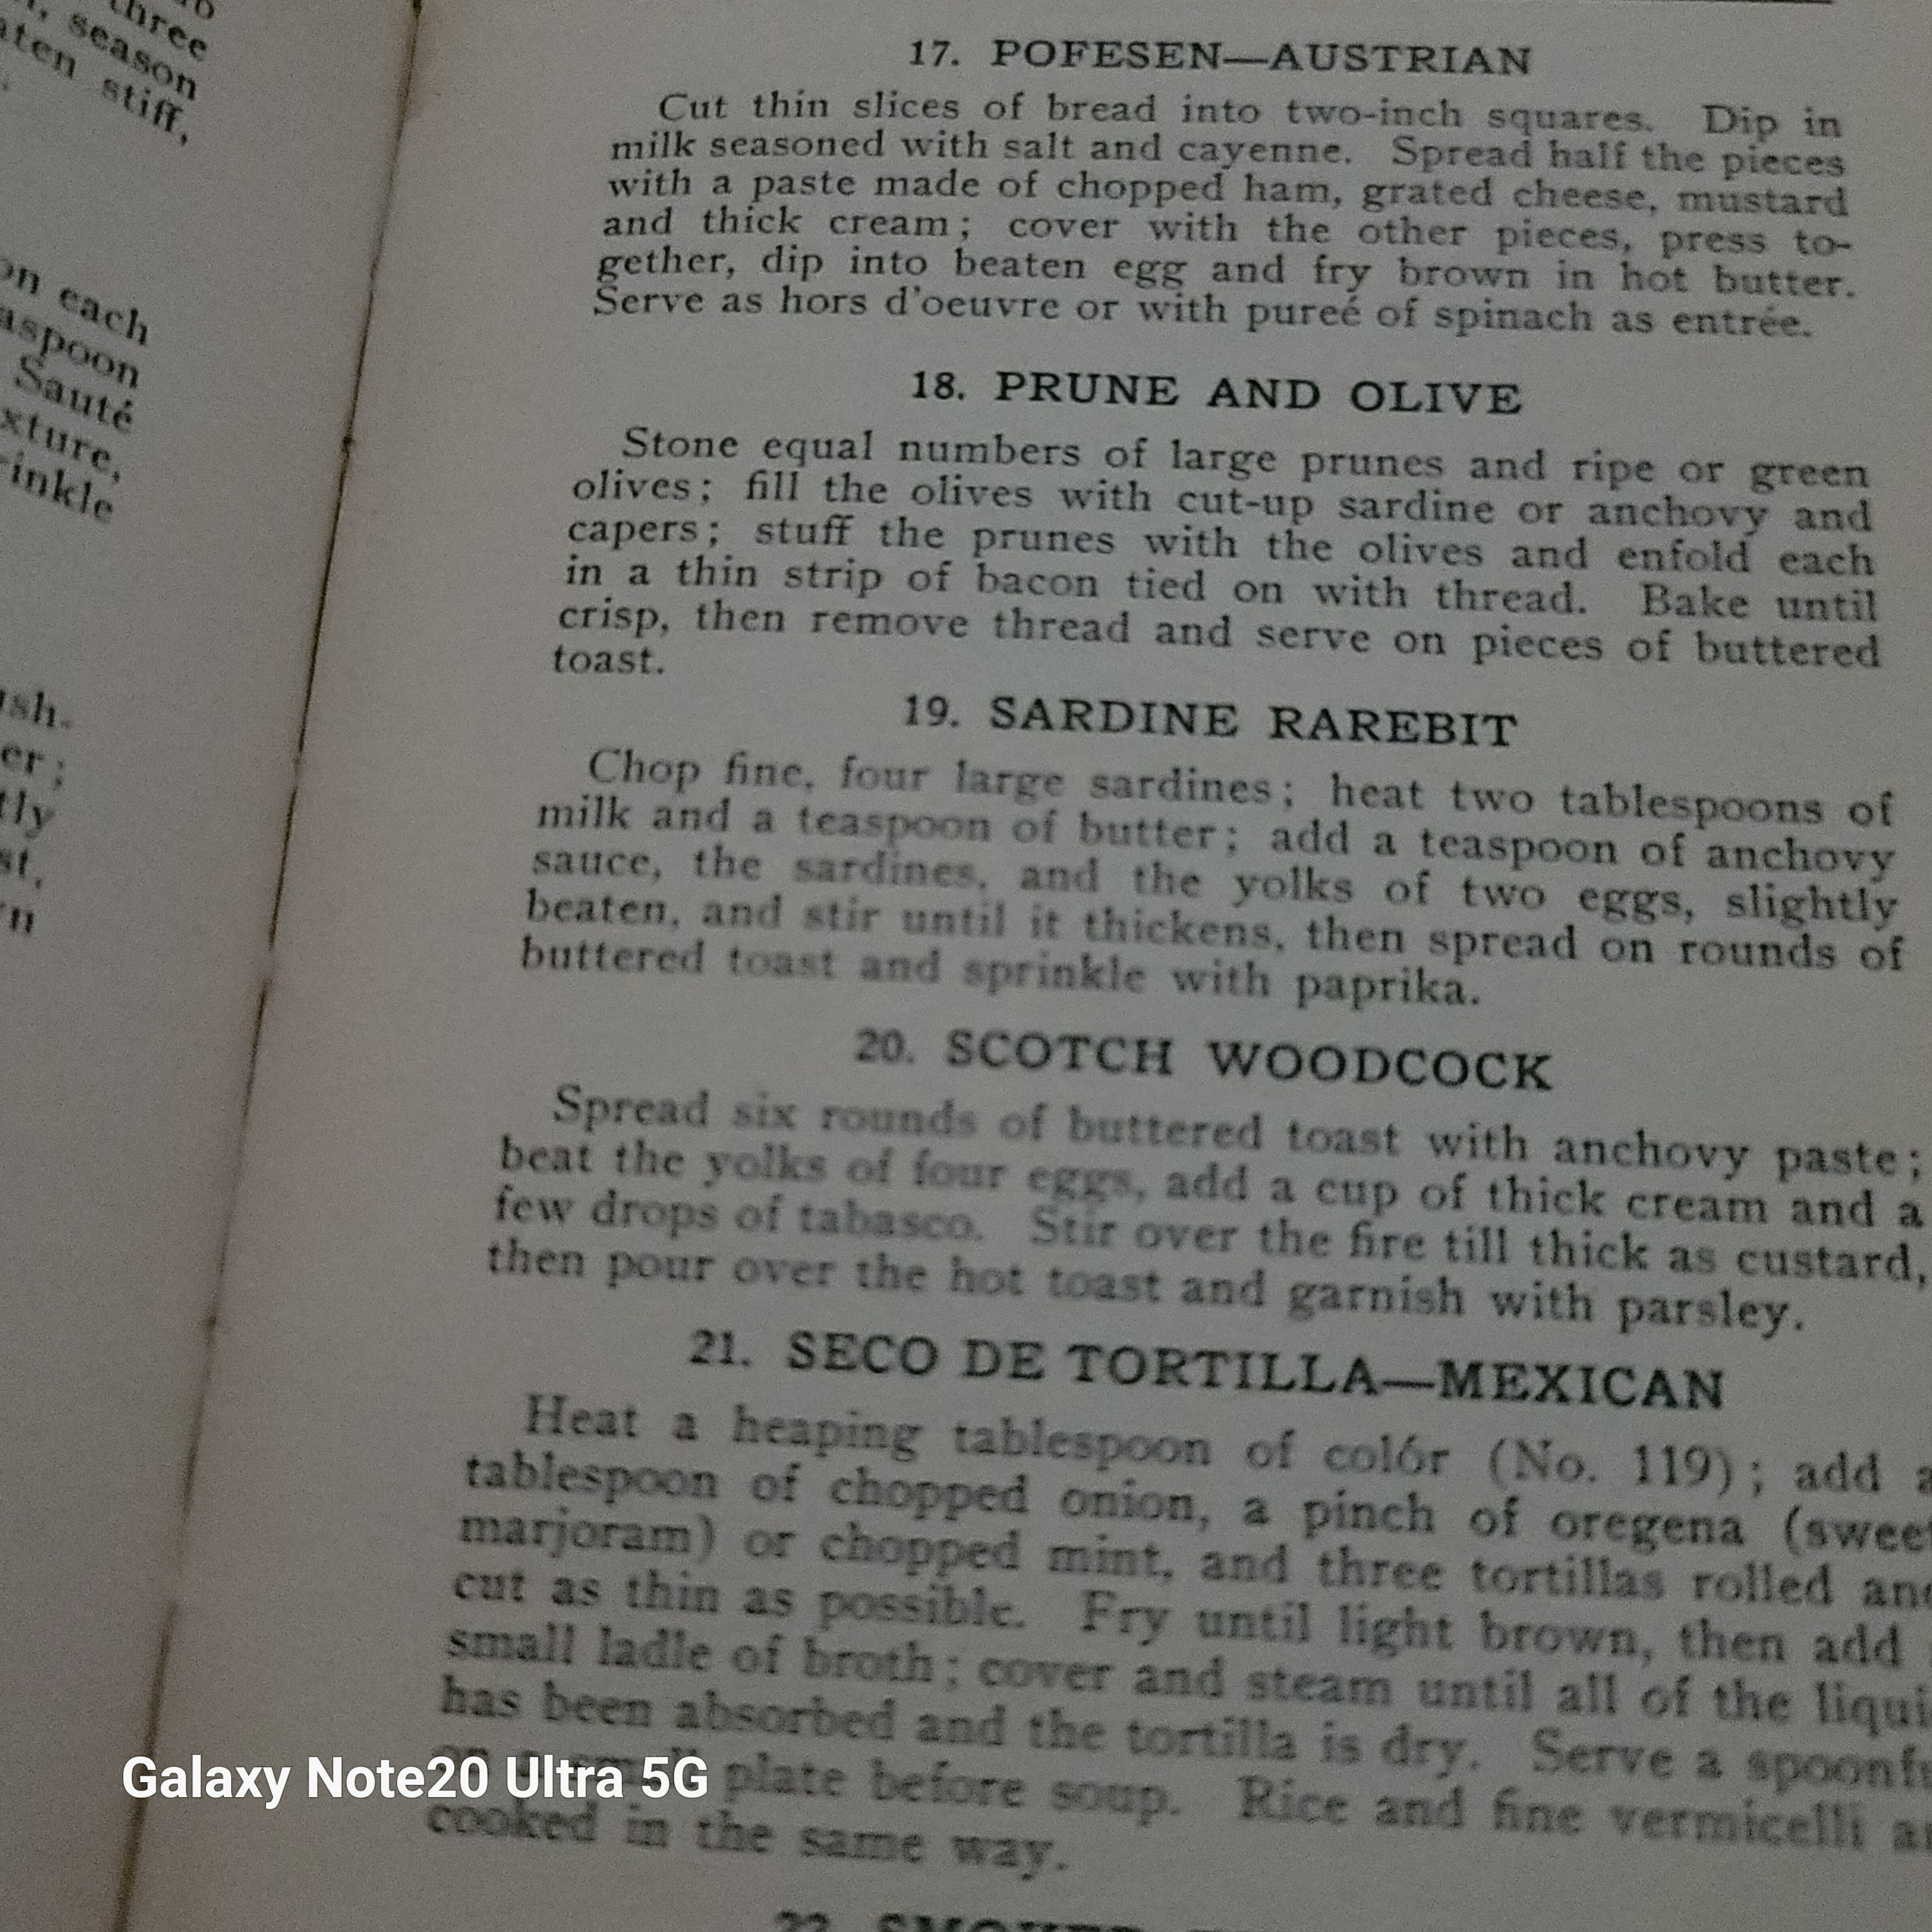 three
season
stiff,
each
Sauté
17. POFESEN—AUSTRIAN
Cut thin slices of bread into two-inch squares. Dip in
milk seasoned with salt and cayenne. Spread half the pieces
with a paste made of chopped ham, grated cheese, mustard
and thick cream; cover with the other pieces, press to-
gether, dip into beaten egg and fry brown in hot butter.
Serve as hors d'oeuvre or with pureé of spinach as entrée.
18. PRUNE AND OLIVE
Stone equal numbers of large prunes and ripe or green
olives; fill the olives with cut-up sardine or anchovy and
capers; stuff the prunes with the olives and enfold each
in a thin strip of bacon tied on with thread. Bake until
crisp, then remove thread and serve on pieces of buttered
toast.
19. SARDINE RAREBIT
Chop fine, four large sardines; heat two tablespoons of
milk and a teaspoon of butter; add a teaspoon of anchovy
sauce, the sardines, and the yolks of two eggs, slightly
beaten, and stir until it thickens, then spread on rounds of
buttered toast and sprinkle with paprika.
20. SCOTCH WOODCOCK
Spread six rounds of buttered toast with anchovy paste;
beat the yolks of four eggs, add a cup of thick cream and a
few drops of tabasco. Stir over the fire till thick as custard,
then pour over the hot toast and garnish with parsley.
21. SECO DE TORTILLA—MEXICAN
Heat a heaping tablespoon of colór (No. 119); add a
tablespoon of chopped onion, a pinch of oregena (sweet
marjoram) or chopped mint, and three tortillas rolled and
cut as thin as possible. Fry until light brown, then add
small ladle of broth; cover and steam until all of the liqui
has been absorbed and the tortilla is dry. Serve a spoonfu
plate before soup. Rice and fine vermicelli a
cooked in the same way.
22.
Galaxy Note20 Ultra 5G